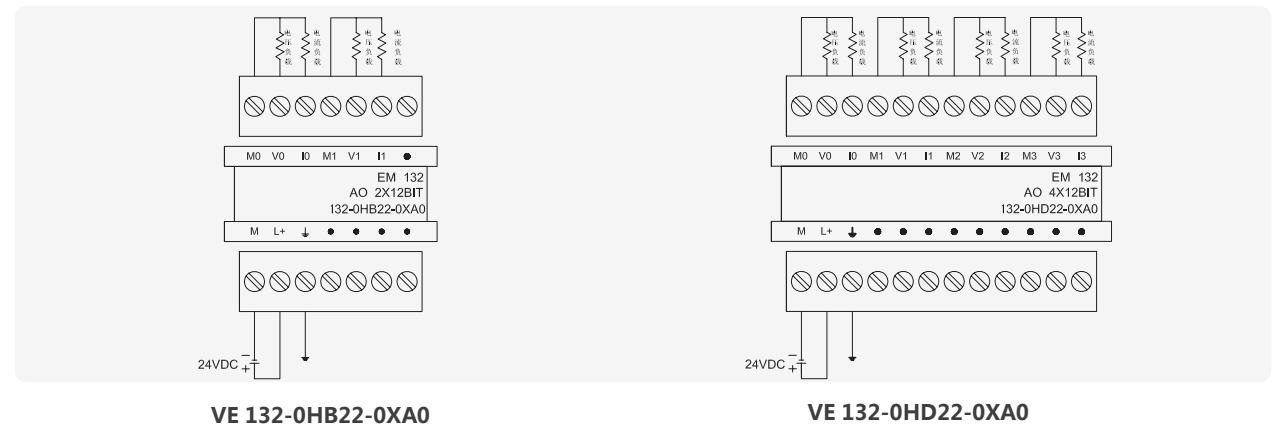 电压负载 电流负载 电压负载 电流负载
M0 V0 I0 M1 V1 I1 ●
EM 132
AO 2X12BIT
132-0HB22-0XA0
M L+ ⏚ ● ● ● ●
24VDC − +
VE 132-0HB22-0XA0
电压负载 电流负载 电压负载 电流负载 电压负载 电流负载 电压负载 电流负载
M0 V0 I0 M1 V1 I1 M2 V2 I2 M3 V3 I3
EM 132
AO 4X12BIT
132-0HD22-0XA0
M L+ ⏚ ● ● ● ● ● ● ● ● ●
24VDC − +
VE 132-0HD22-0XA0